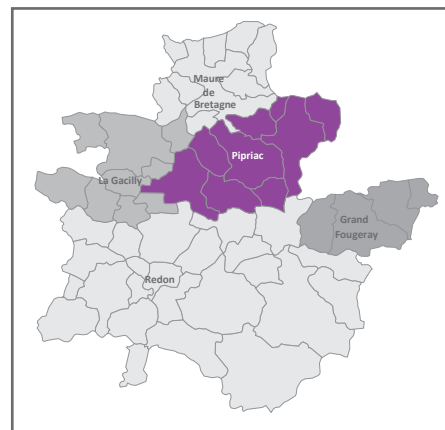 Maure
de
Bretagne
Pipriac
La Gacilly
Grand
Fougeray
Redon